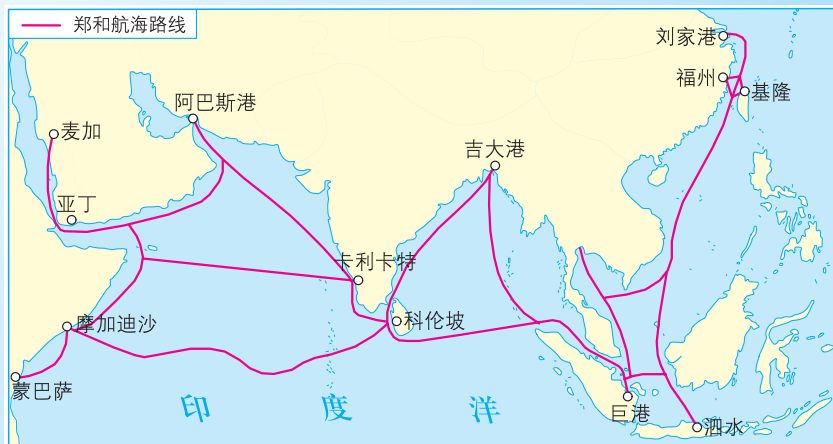 郑和航海路线
刘家港
福州
基隆
阿巴斯港
麦加
吉大港
亚丁
卡利卡特
科伦坡
摩加迪沙
蒙巴萨
印度洋
巨港
泗水